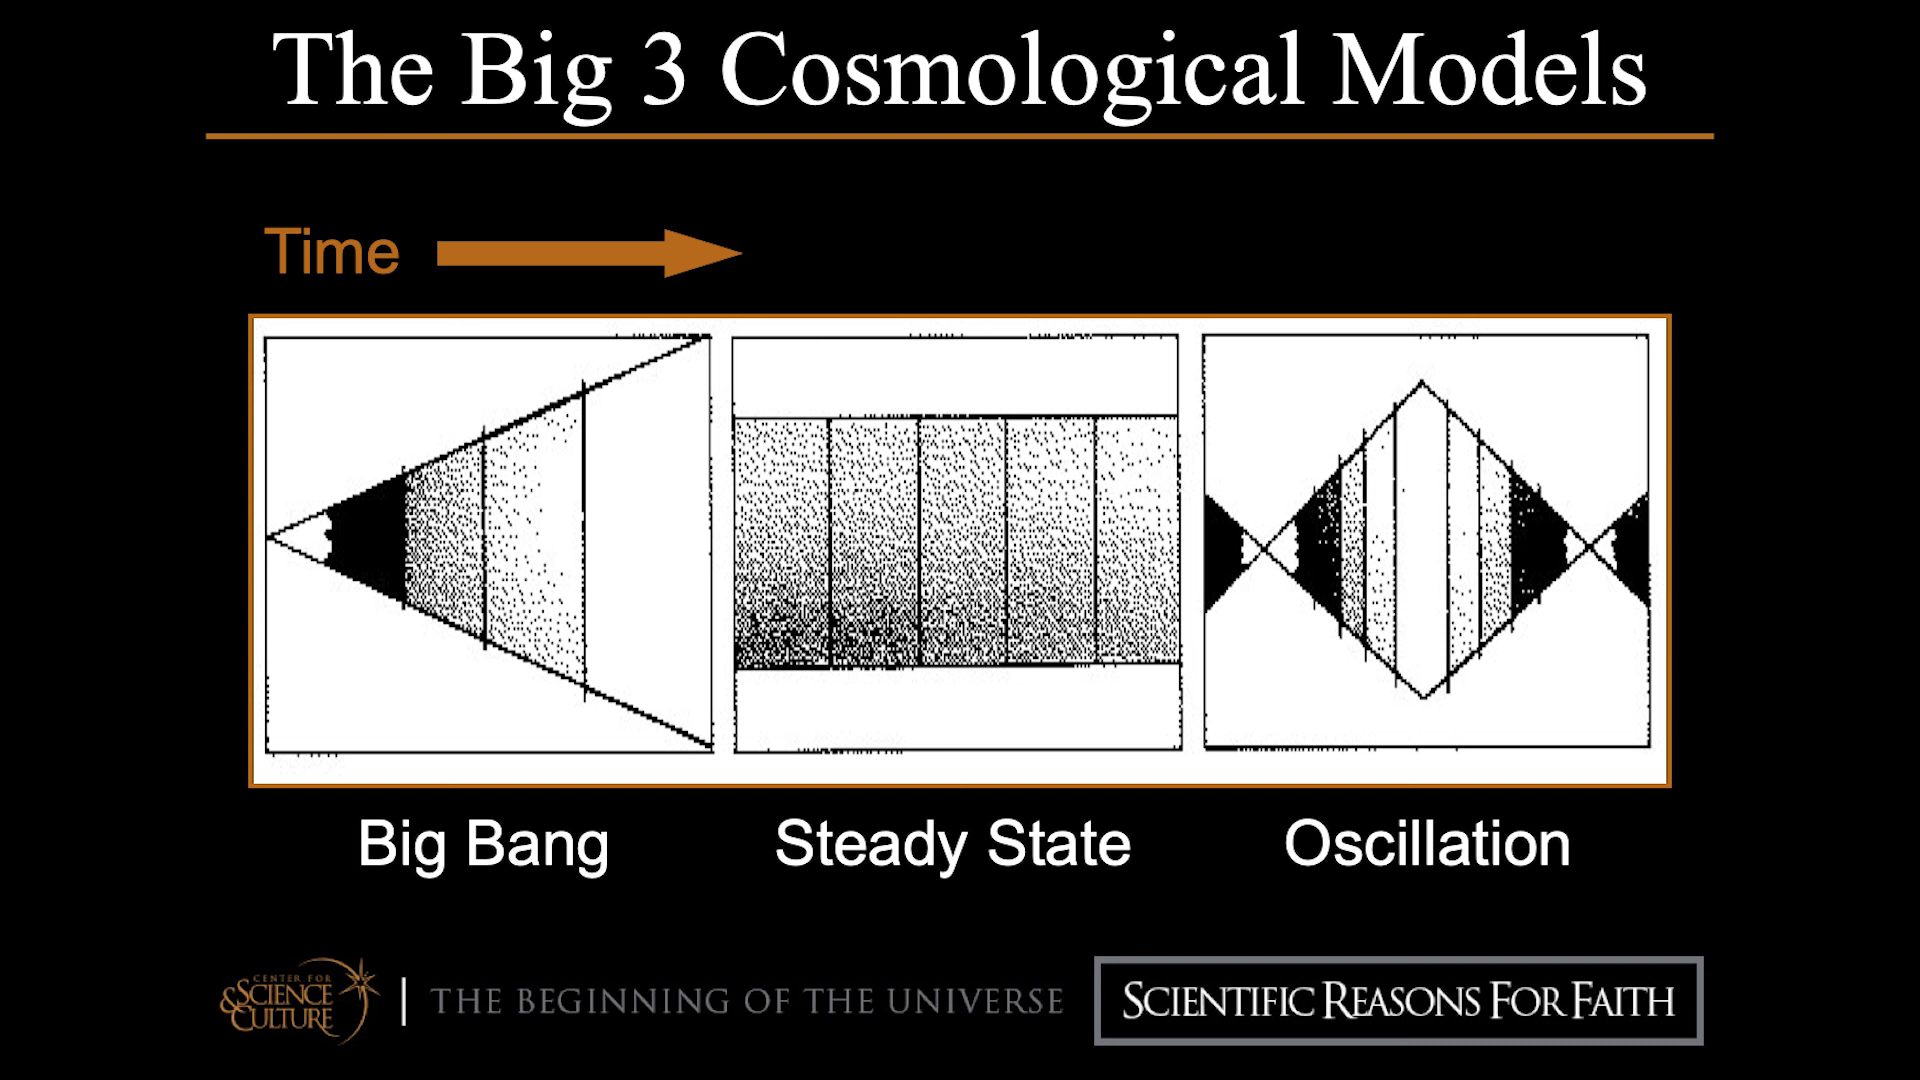 The Big 3 Cosmological Models
Time
Big Bang
Steady State
Oscillation
CENTER FOR
SCIENCE
& CULTURE
THE BEGINNING OF THE UNIVERSE
SCIENTIFIC REASONS FOR FAITH